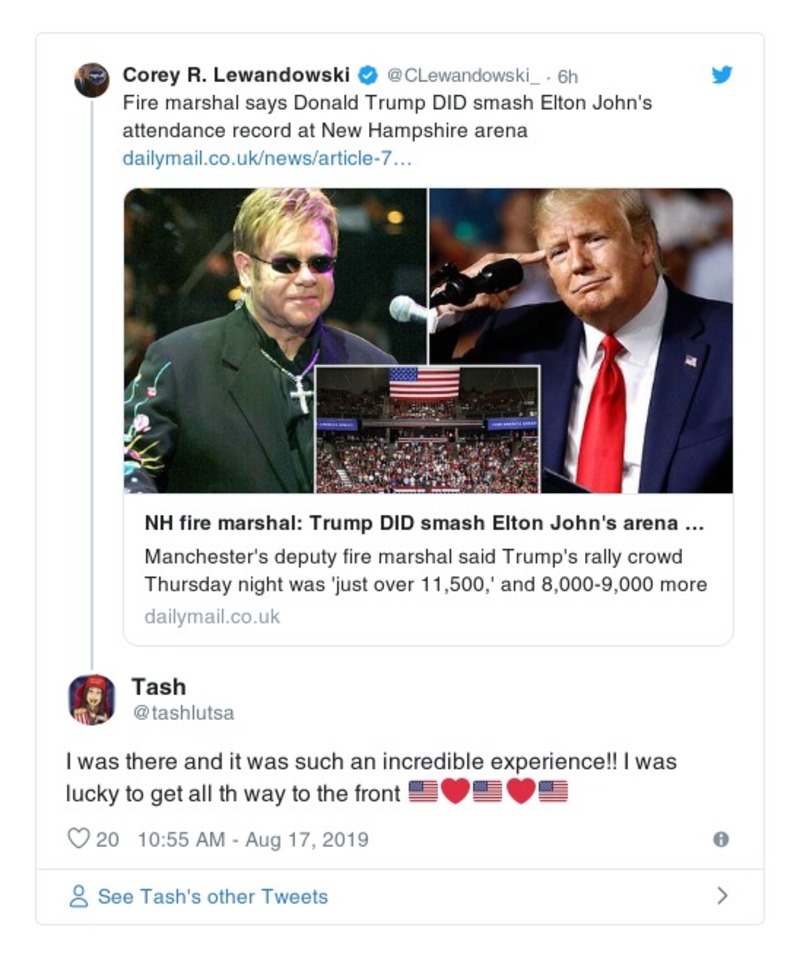 Corey R. Lewandowski @CLewandowski_ · 6h
Fire marshal says Donald Trump DID smash Elton John's
attendance record at New Hampshire arena
dailymail.co.uk/news/article-7…
NH fire marshal: Trump DID smash Elton John's arena ...
Manchester's deputy fire marshal said Trump's rally crowd
Thursday night was 'just over 11,500,' and 8,000-9,000 more
dailymail.co.uk
Tash
@tashlutsa
I was there and it was such an incredible experience!! I was
lucky to get all th way to the front 🇺🇸❤️🇺🇸❤️🇺🇸
20 10:55 AM - Aug 17, 2019
See Tash's other Tweets